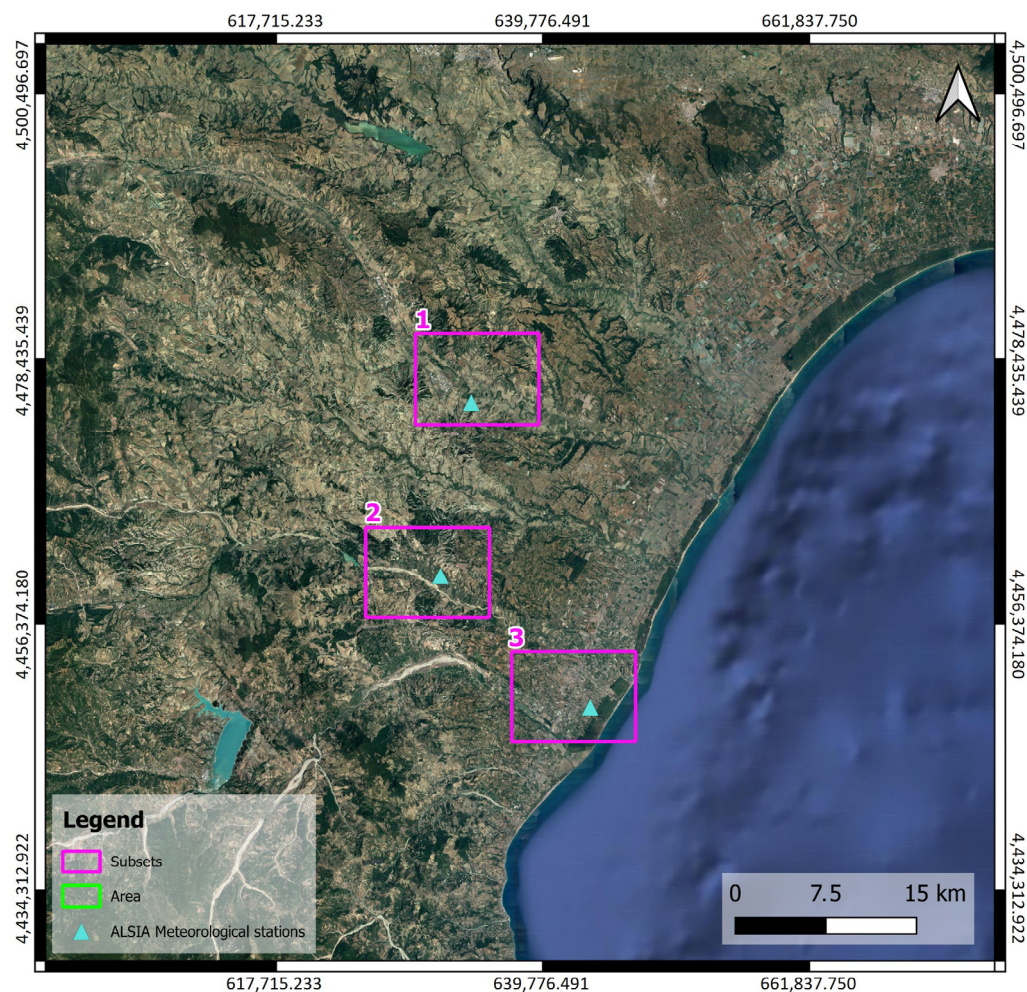 617,715.233 639,776.491 661,837.750
4,500,496.697 4,500,496.697
1
4,478,435.439 4,478,435.439
2
4,456,374.180 4,456,374.180
3
Legend
Subsets
Area
ALSIA Meteorological stations
0 7.5 15 km
4,434,312.922 4,434,312.922
617,715.233 639,776.491 661,837.750